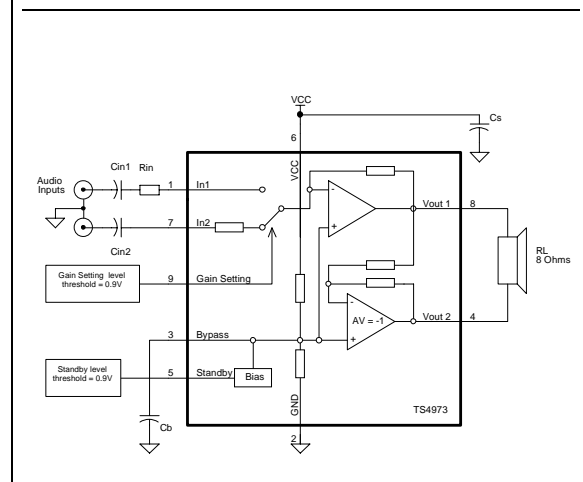 VCC
Cs
6
VCC
Cin1
Rin
Audio
Inputs
1
In1
-
+
Vout 1
8
7
In2
Cin2
RL
8 Ohms
Gain Setting level
threshold = 0.9V
9
Gain Setting
-
AV = -1
+
Vout 2
4
3
Bypass
Standby level
threshold = 0.9V
5
Standby
Bias
GND
TS4973
Cb
2